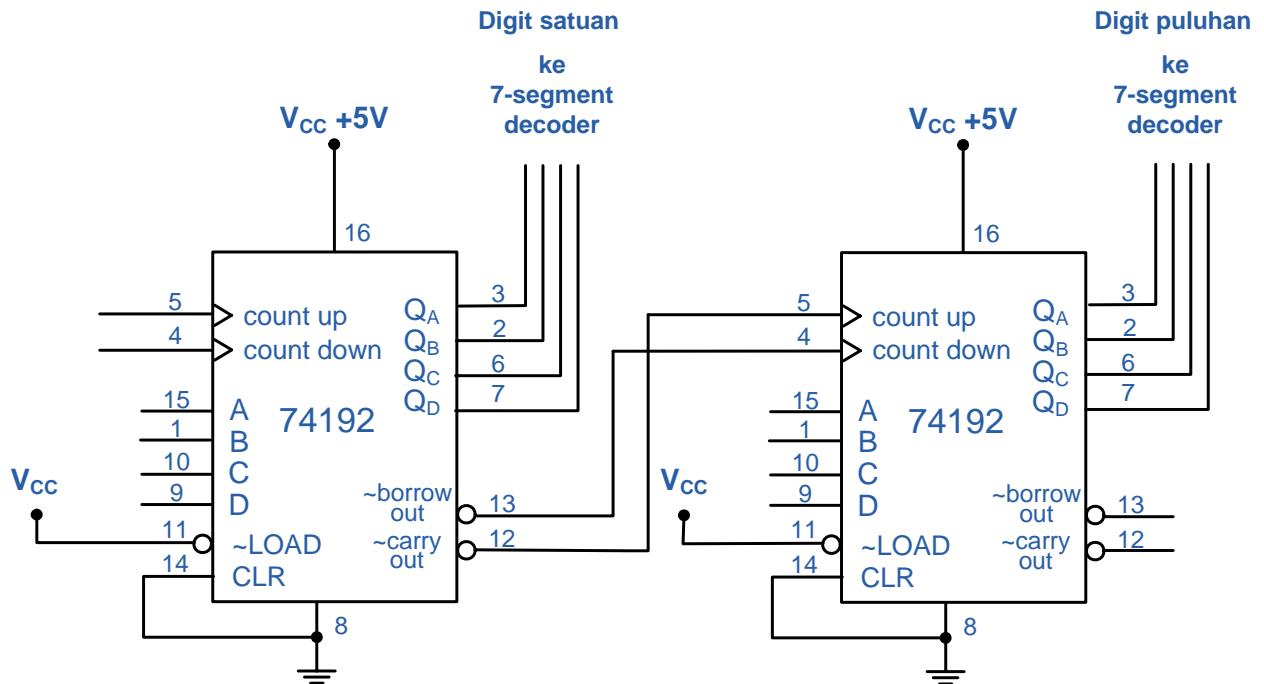 Digit satuan
ke
7-segment
decoder
Digit puluhan
ke
7-segment
decoder
VCC +5V
16
5 count up
4 count down
15 A
1 B
10 C
9 D
74192
QA 3
QB 2
QC 6
QD 7
~borrow
out 13
~carry
out 12
VCC
11 ~LOAD
14 CLR
8
VCC +5V
16
5 count up
4 count down
15 A
1 B
10 C
9 D
74192
QA 3
QB 2
QC 6
QD 7
~borrow
out 13
~carry
out 12
VCC
11 ~LOAD
14 CLR
8